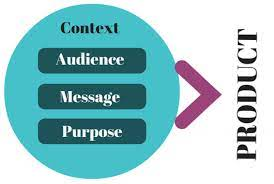 Context
Audience
Message
Purpose
PRODUCT